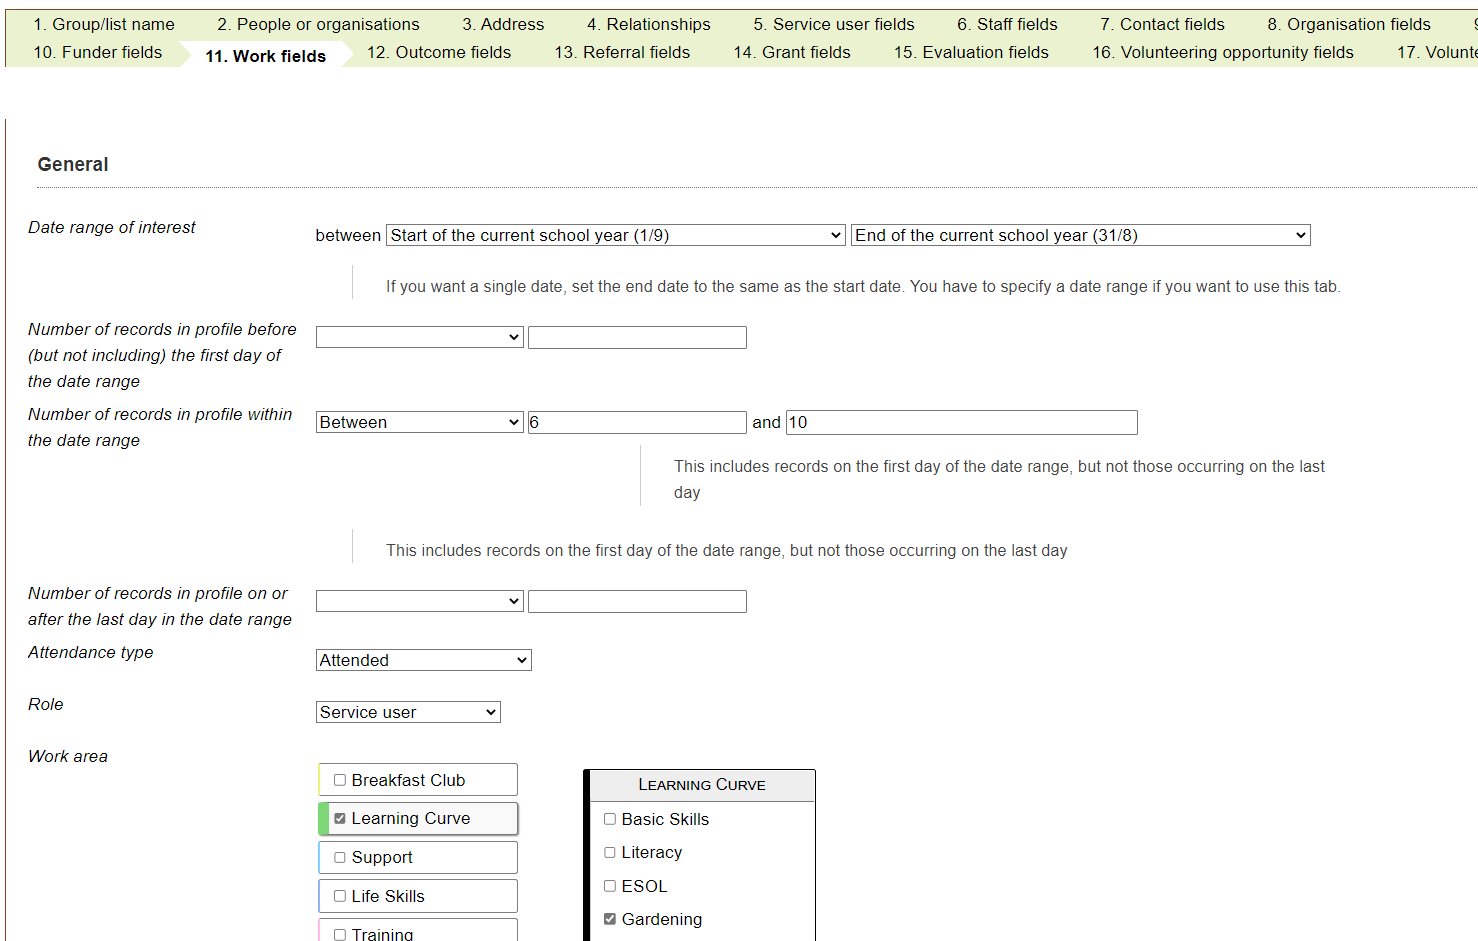 1. Group/list name 2. People or organisations 3. Address 4. Relationships 5. Service user fields 6. Staff fields 7. Contact fields 8. Organisation fields
10. Funder fields 11. Work fields 12. Outcome fields 13. Referral fields 14. Grant fields 15. Evaluation fields 16. Volunteering opportunity fields 17. Volunte
General
Date range of interest
between Start of the current school year (1/9) End of the current school year (31/8)
If you want a single date, set the end date to the same as the start date. You have to specify a date range if you want to use this tab.
Number of records in profile before
(but not including) the first day of
the date range
Number of records in profile within
the date range
Between 6 and 10
This includes records on the first day of the date range, but not those occurring on the last
day
This includes records on the first day of the date range, but not those occurring on the last day
Number of records in profile on or
after the last day in the date range
Attendance type
Attended
Role
Service user
Work area
Breakfast Club
Learning Curve
Support
Life Skills
Training
LEARNING CURVE
Basic Skills
Literacy
ESOL
Gardening